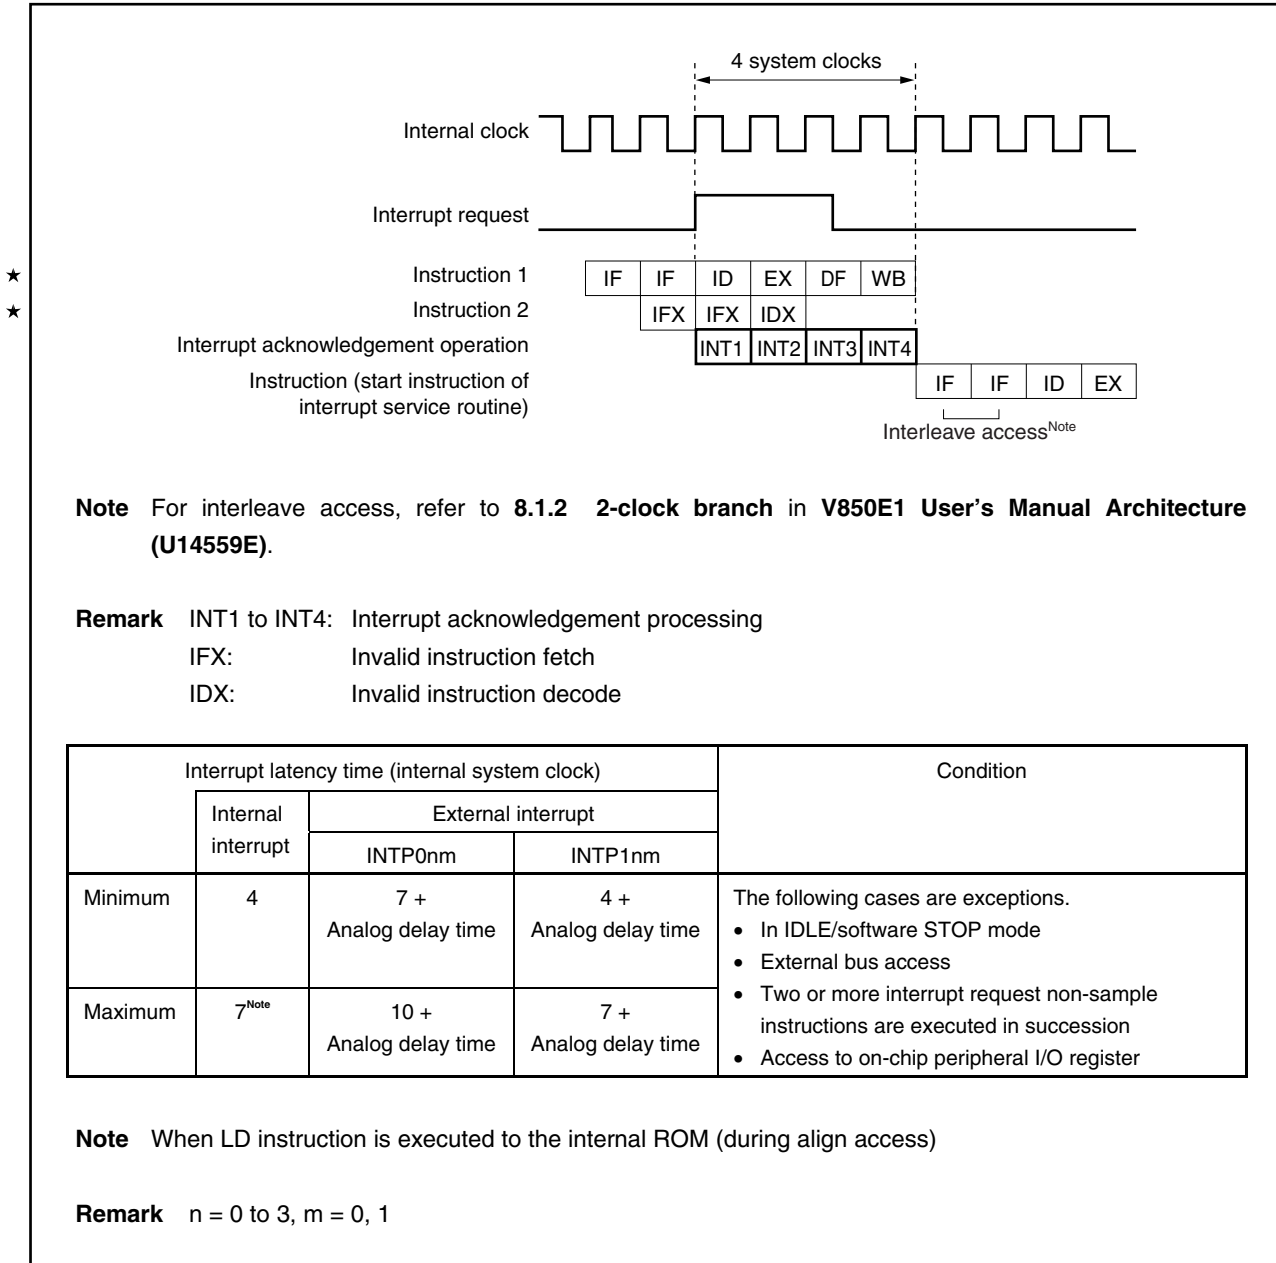 4 system clocks
Internal clock
Interrupt request
★ Instruction 1 IF IF ID EX DF WB
★ Instruction 2 IFX IFX IDX
Interrupt acknowledgement operation INT1 INT2 INT3 INT4
Instruction (start instruction of
interrupt service routine) IF IF ID EX
Interleave accessNote
Note For interleave access, refer to 8.1.2 2-clock branch in V850E1 User's Manual Architecture
(U14559E).
Remark INT1 to INT4: Interrupt acknowledgement processing
IFX: Invalid instruction fetch
IDX: Invalid instruction decode
Interrupt latency time (internal system clock) Condition
Internal
interrupt
External interrupt
INTP0nm INTP1nm
Minimum 4 7 +
Analog delay time
4 +
Analog delay time
The following cases are exceptions.
• In IDLE/software STOP mode
• External bus access
• Two or more interrupt request non-sample
instructions are executed in succession
• Access to on-chip peripheral I/O register
Maximum 7Note 10 +
Analog delay time
7 +
Analog delay time
Note When LD instruction is executed to the internal ROM (during align access)
Remark n = 0 to 3, m = 0, 1